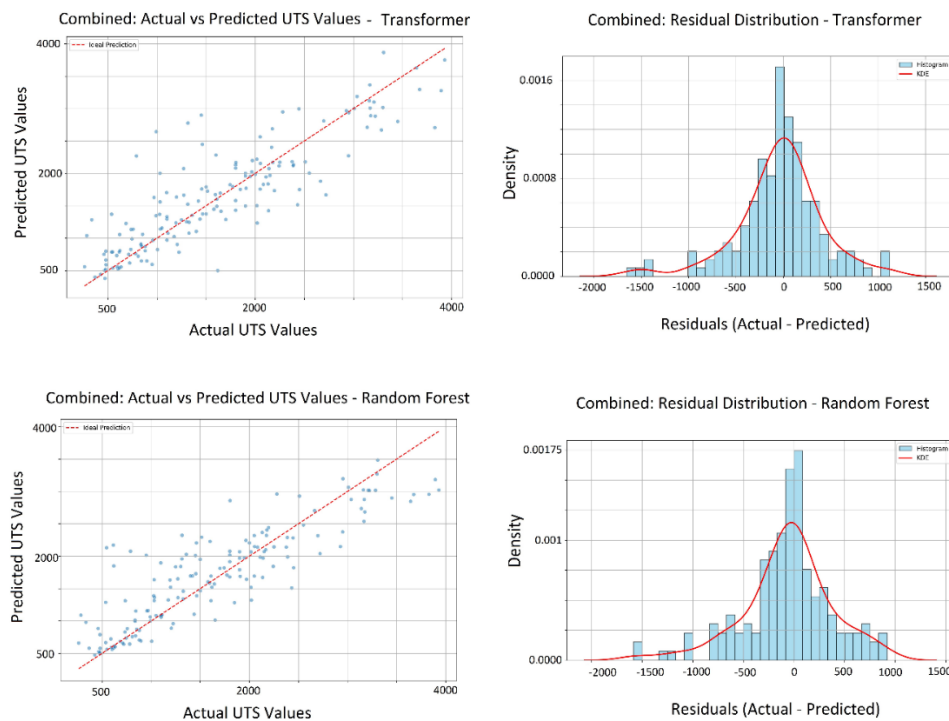 Combined: Actual vs Predicted UTS Values - Transformer
Ideal Prediction
4000
2000
500
Predicted UTS Values
500 2000 4000
Actual UTS Values
Combined: Residual Distribution - Transformer
Histogram
KDE
0.0016
0.0008
0.0000
Density
-2000 -1500 -1000 -500 0 500 1000 1500
Residuals (Actual - Predicted)
Combined: Actual vs Predicted UTS Values - Random Forest
Ideal Prediction
4000
2000
500
Predicted UTS Values
500 2000 4000
Actual UTS Values
Combined: Residual Distribution - Random Forest
Histogram
KDE
0.00175
0.001
0.0000
Density
-2000 -1500 -1000 -500 0 500 1000 1500
Residuals (Actual - Predicted)